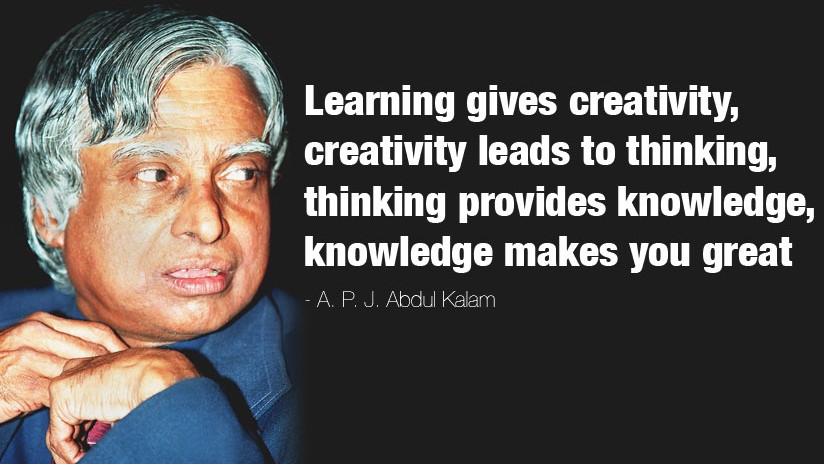 Learning gives creativity,
creativity leads to thinking,
thinking provides knowledge,
knowledge makes you great
- A. P. J. Abdul Kalam